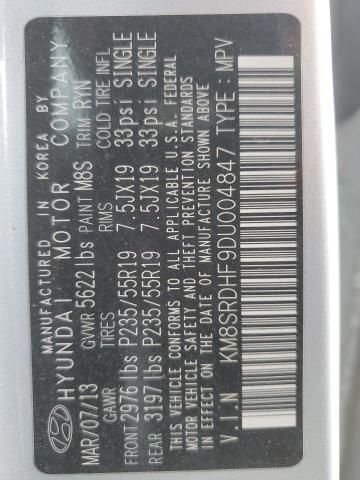 MANUFACTURED IN KOREA BY
HYUNDAI MOTOR COMPANY
MAR/07/13 GVWR 5622 lbs PAINT M8S TRIM RYN
GAWR TIRES RIMS COLD TIRE INFL
FRONT 2976 lbs P235/55R19 7.5JX19 33psi SINGLE
REAR 3197 lbs P235/55R19 7.5JX19 33psi SINGLE
THIS VEHICLE CONFORMS TO ALL APPLICABLE U.S.A. FEDERAL
MOTOR VEHICLE SAFETY AND THEFT PREVENTION STANDARDS
IN EFFECT ON THE DATE OF MANUFACTURE SHOWN ABOVE
V.I.N KM8SRDHF9DU004847 TYPE: MPV